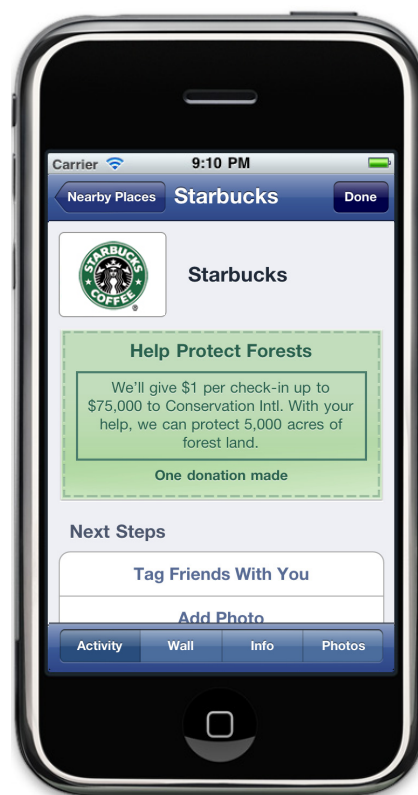 Carrier 9:10 PM
Nearby Places Starbucks Done
STARBUCKS
COFFEE
®
Starbucks
Help Protect Forests
We'll give $1 per check-in up to
$75,000 to Conservation Intl. With your
help, we can protect 5,000 acres of
forest land.
One donation made
Next Steps
Tag Friends With You
Add Photo
Activity Wall Info Photos